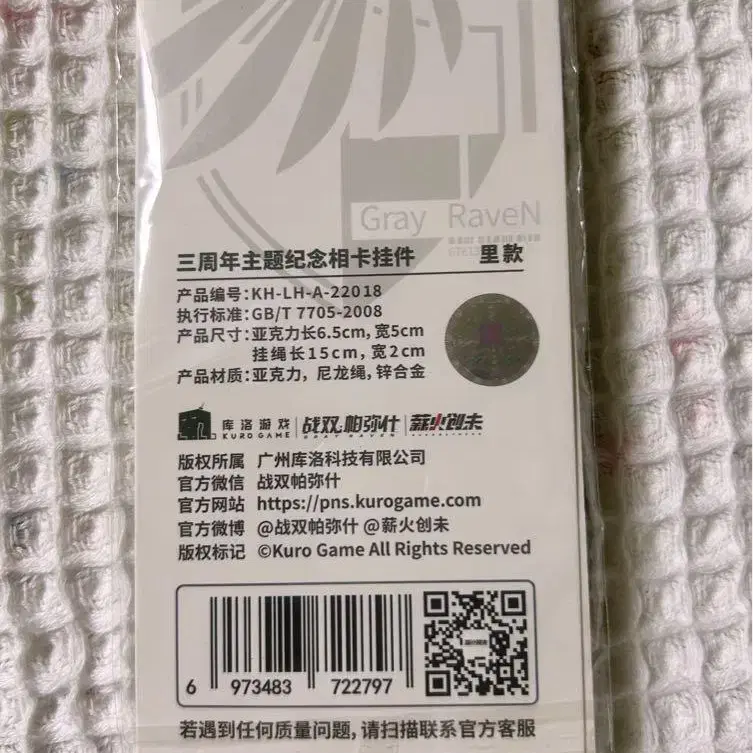 Gray RaveN
三周年主题纪念相卡挂件 里款
产品编号:KH-LH-A-22018
执行标准:GB/T 7705-2008
产品尺寸:亚克力长6.5cm,宽5cm
挂绳长15cm,宽2cm
产品材质:亚克力,尼龙绳,锌合金
库洛游戏 战双帕弥什 薪火创未
KURO GAME GRAY RAVEN
版权所属 广州库洛科技有限公司
官方微信 战双帕弥什
官方网站 https://pns.kurogame.com
官方微博 @战双帕弥什 @薪火创未
版权标记 ©Kuro Game All Rights Reserved
6 973483 722797
若遇到任何质量问题,请扫描联系官方客服